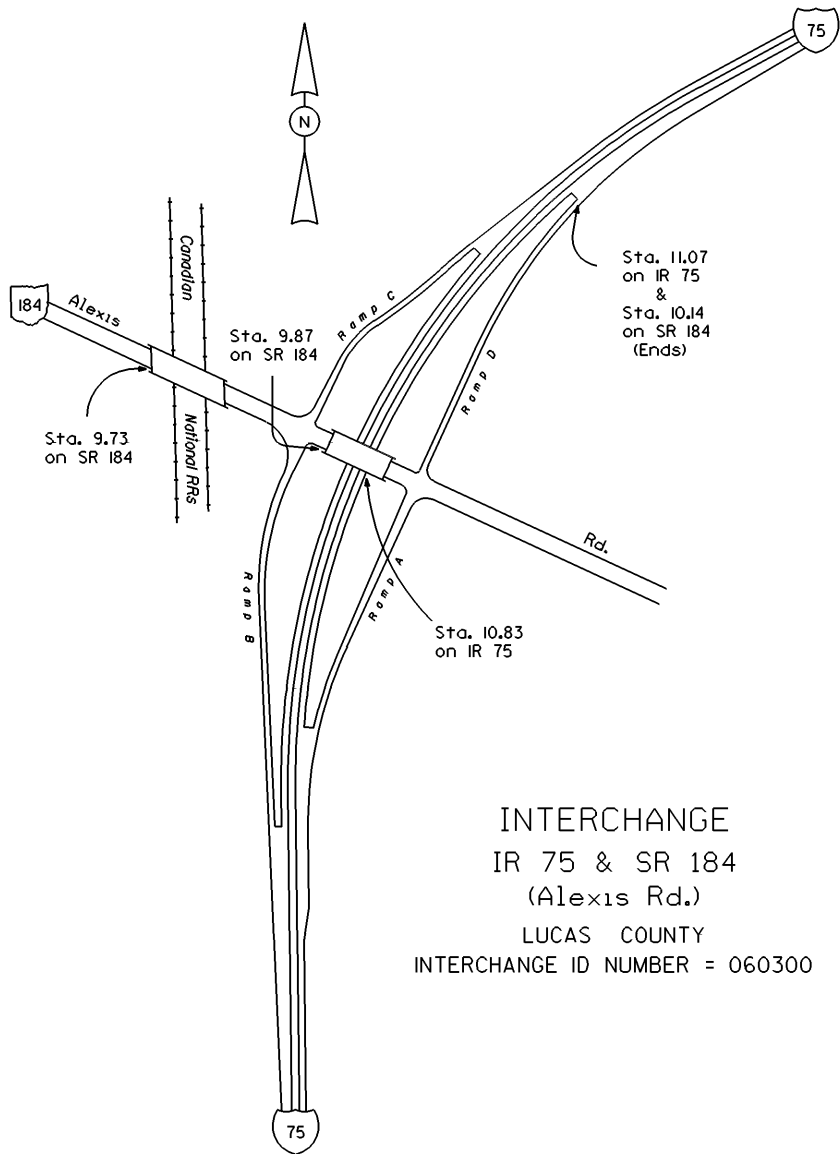 75
N
Canadian
184
Alexıs
Ramp C
Sta. 9.87
on SR 184
Sta. 11.07
on IR 75
&
Sta. 10.14
on SR 184
(Ends)
Ramp D
Sta. 9.73
on SR 184
National RRs
Rd.
Ramp B
Ramp A
Sta. 10.83
on IR 75
INTERCHANGE
IR 75 & SR 184
(Alexıs Rd.)
LUCAS COUNTY
INTERCHANGE ID NUMBER = 060300
75